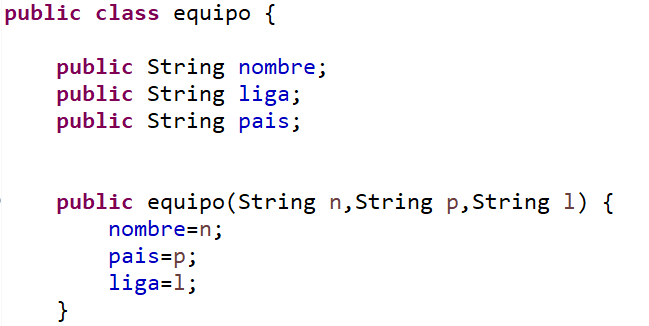 public class equipo {
public String nombre;
public String liga;
public String pais;
public equipo(String n,String p,String l) {
nombre=n;
pais=p;
liga=l;
}